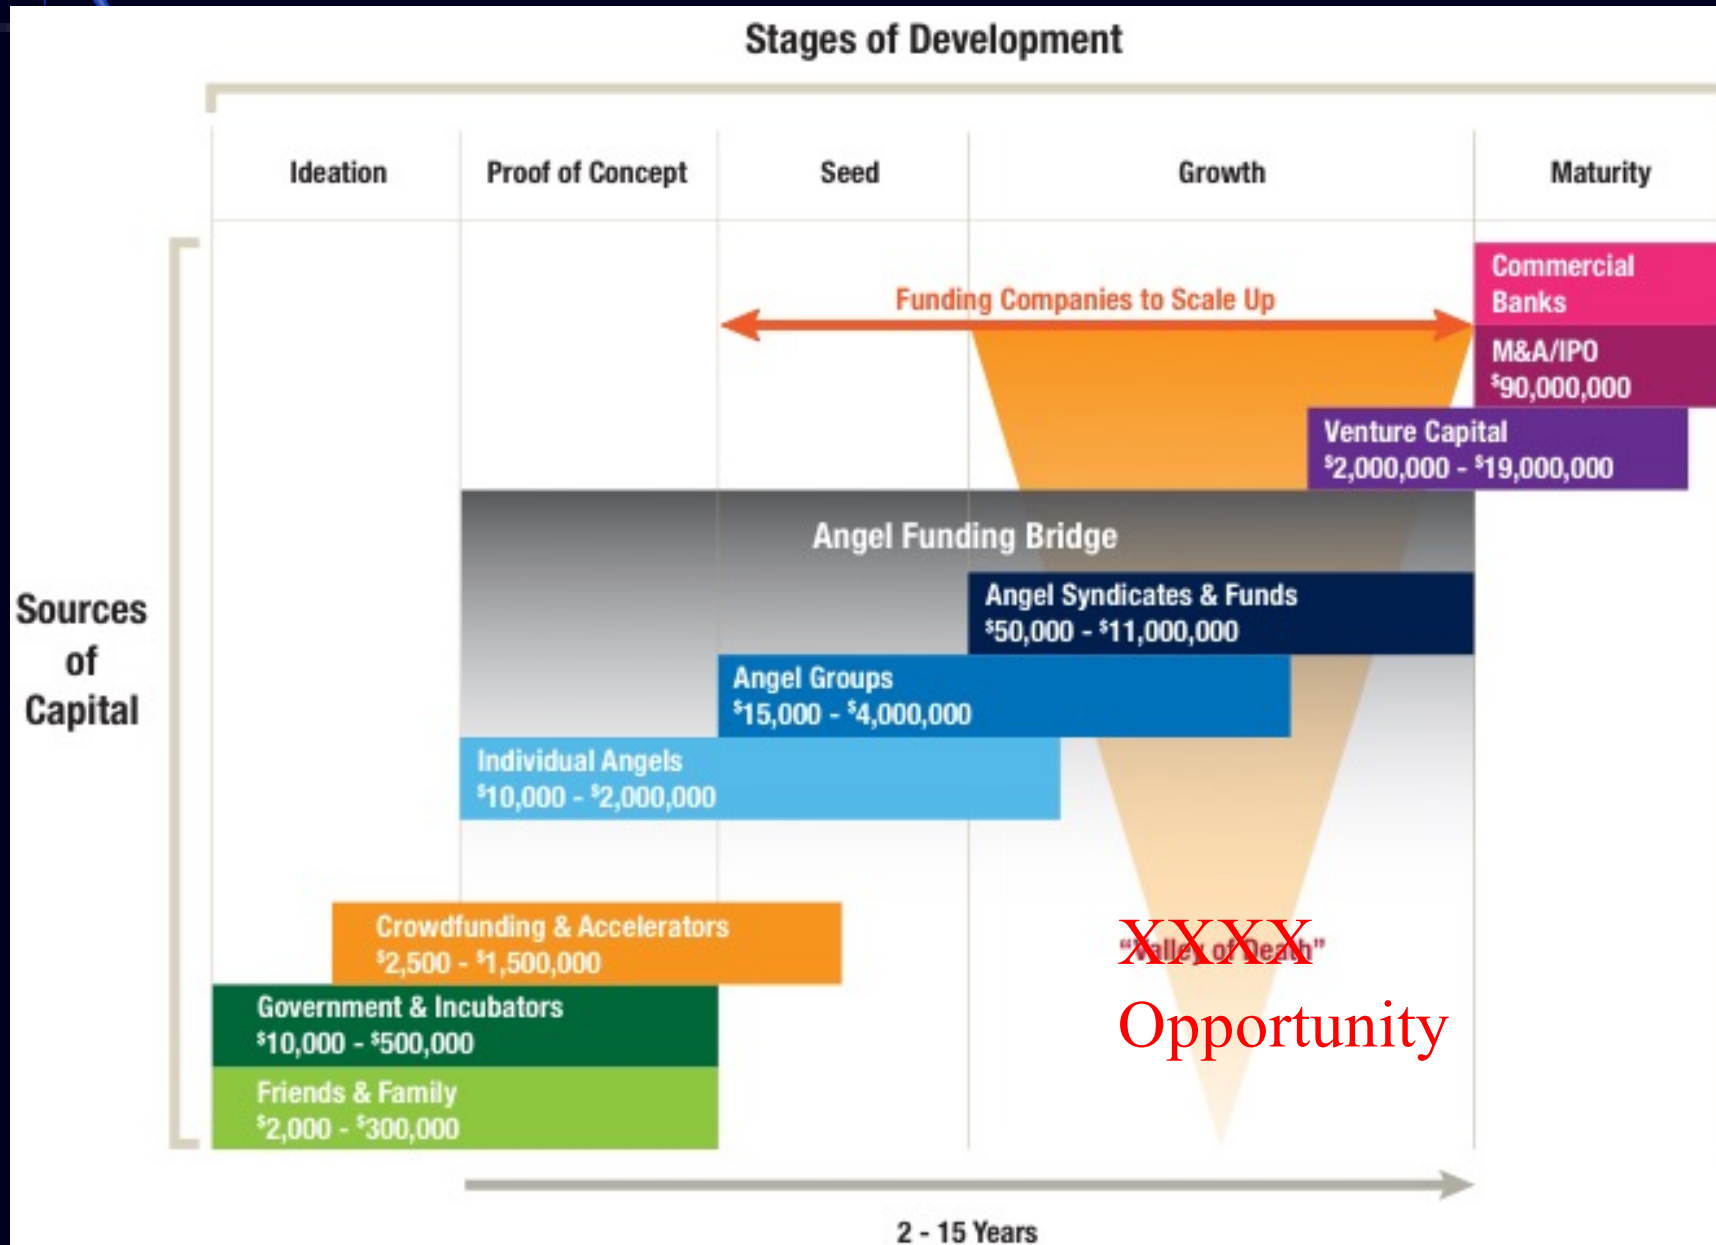 Stages of Development
Ideation
Proof of Concept
Seed
Growth
Maturity
Funding Companies to Scale Up
Commercial
Banks
M&A/IPO
$90,000,000
Venture Capital
$2,000,000 - $19,000,000
Angel Funding Bridge
Angel Syndicates & Funds
$50,000 - $11,000,000
Sources
of
Capital
Angel Groups
$15,000 - $4,000,000
Individual Angels
$10,000 - $2,000,000
Crowdfunding & Accelerators
$2,500 - $1,500,000
XXXX
"Valley of Death"
Opportunity
Government & Incubators
$10,000 - $500,000
Friends & Family
$2,000 - $300,000
2 - 15 Years